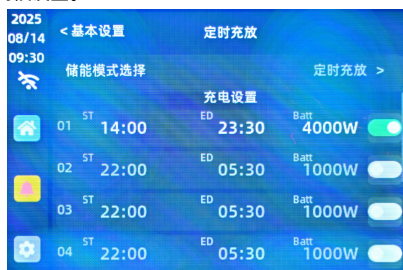 2025
08/14
09:30
<基本设置
定时充放
储能模式选择
定时充放 >
充电设置
01 ST 14:00 ED 23:30 Batt 4000W
02 ST 22:00 ED 05:30 Batt 1000W
03 ST 22:00 ED 05:30 Batt 1000W
04 ST 22:00 ED 05:30 Batt 1000W